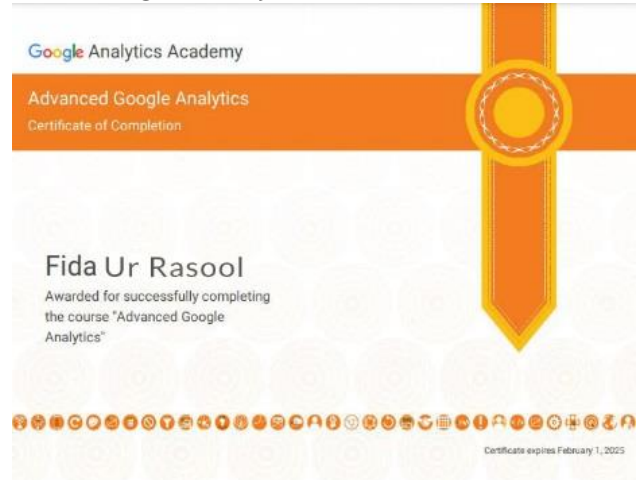 Google Analytics Academy
Advanced Google Analytics
Certificate of Completion
Fida Ur Rasool
Awarded for successfully completing
the course "Advanced Google
Analytics"
Certificate expires February 1, 2025